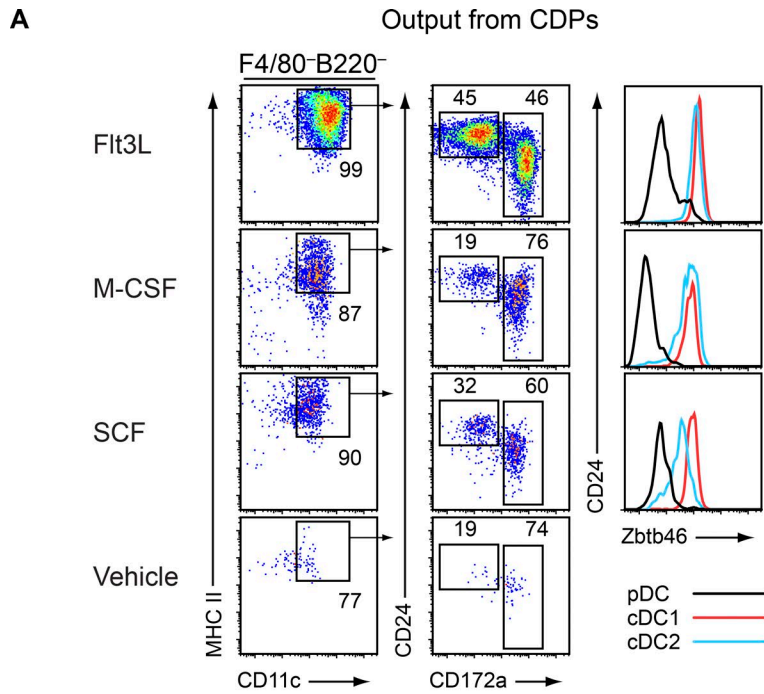 A
Output from CDPs
F4/80–B220–
Flt3L
99
45
46
M-CSF
87
19
76
SCF
90
32
60
Vehicle
77
19
74
MHC II
CD24
CD24
CD11c
CD172a
Zbtb46
pDC
cDC1
cDC2